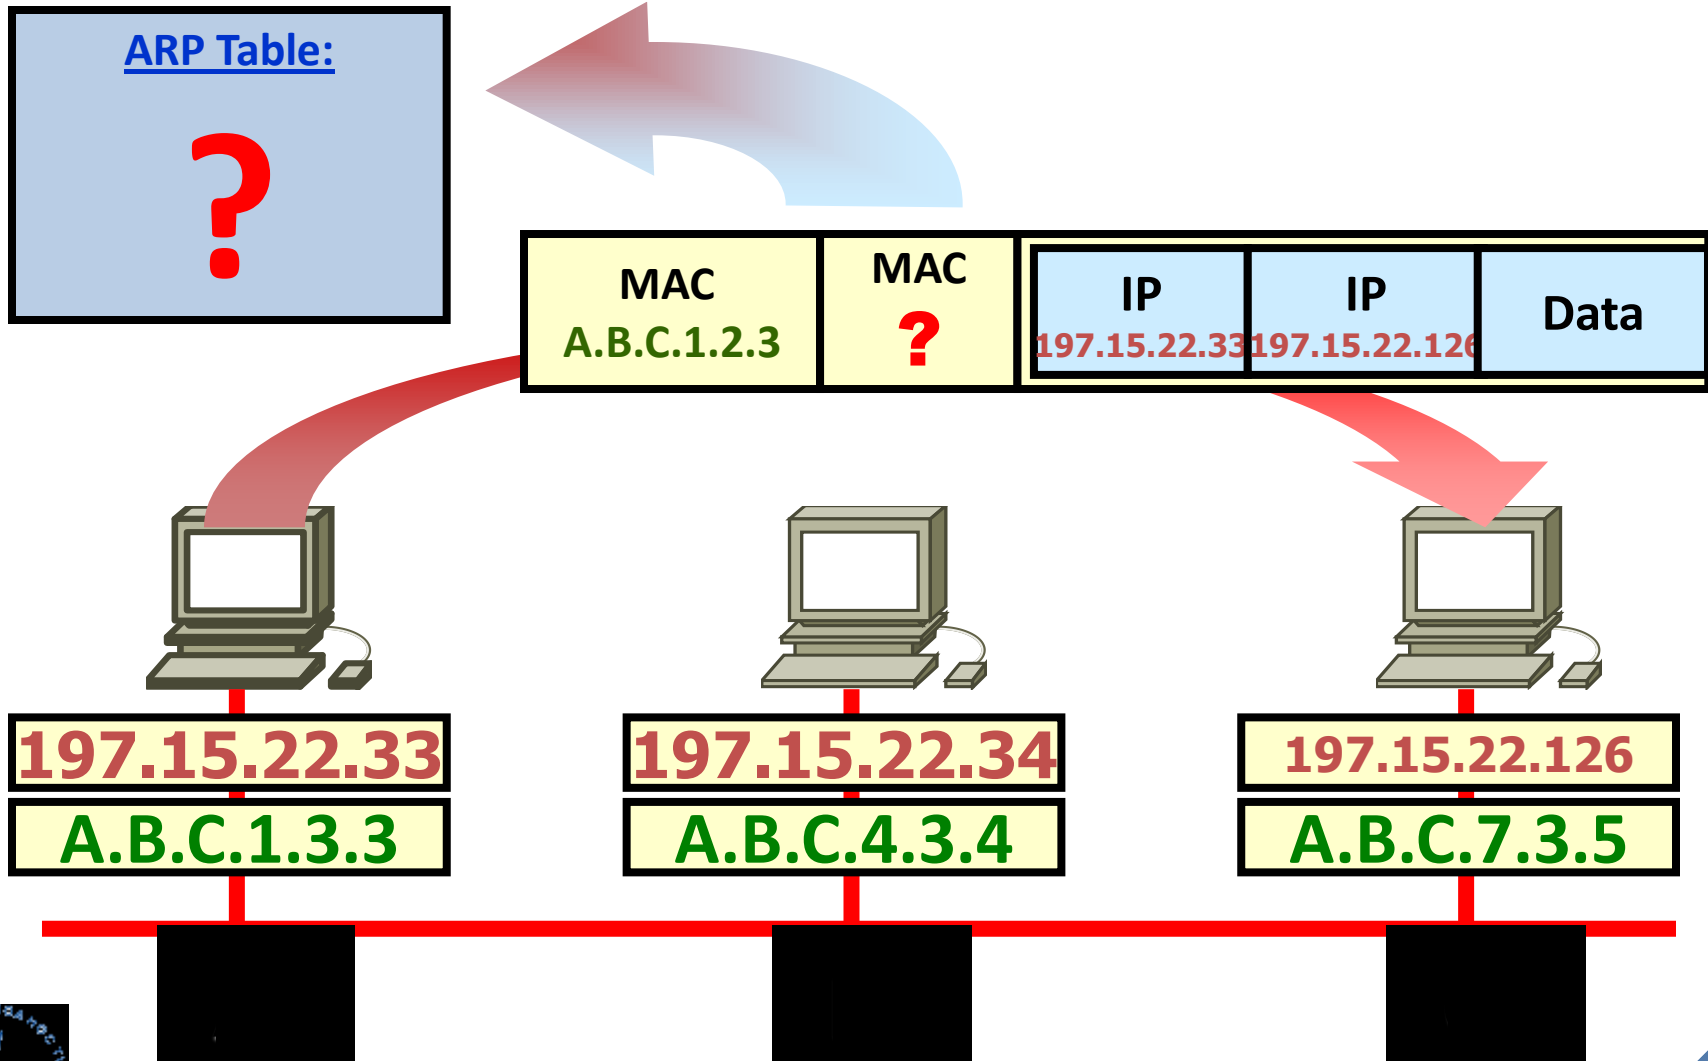 ARP Table:
?
MAC
A.B.C.1.2.3
MAC
?
IP
197.15.22.33
IP
197.15.22.126
Data
197.15.22.33
197.15.22.34
197.15.22.126
A.B.C.1.3.3
A.B.C.4.3.4
A.B.C.7.3.5